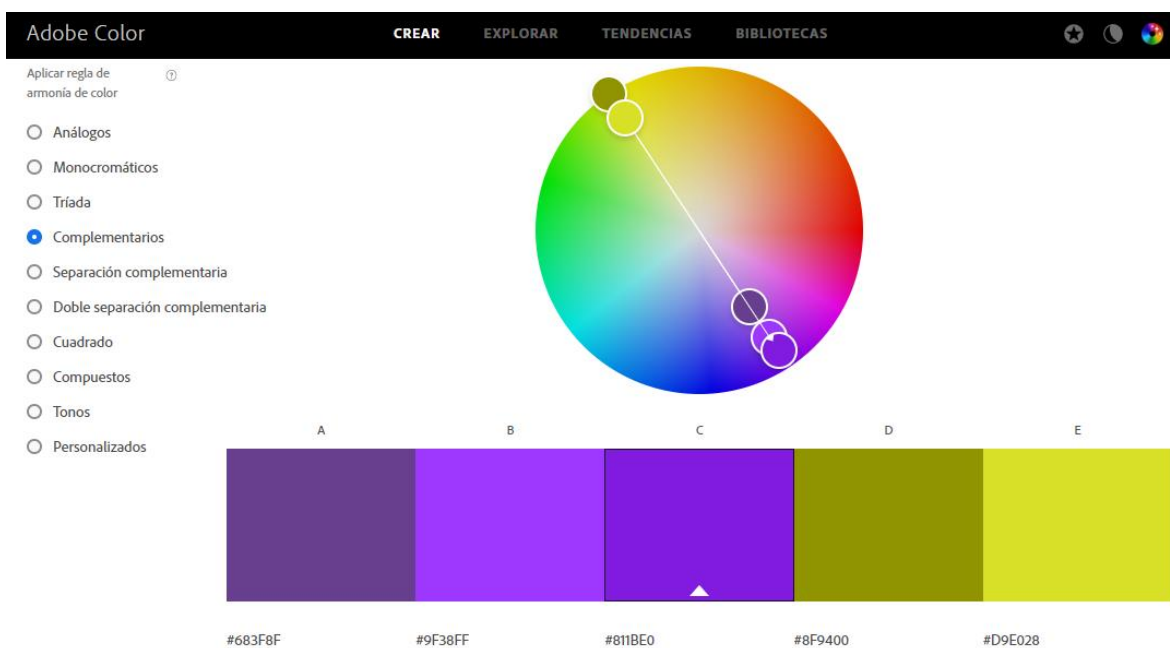 Adobe Color
CREAR EXPLORAR TENDENCIAS BIBLIOTECAS
Aplicar regla de
armonía de color
Análogos
Monocromáticos
Tríada
Complementarios
Separación complementaria
Doble separación complementaria
Cuadrado
Compuestos
Tonos
Personalizados
A B C D E
#683F8F #9F38FF #811BE0 #8F9400 #D9E028